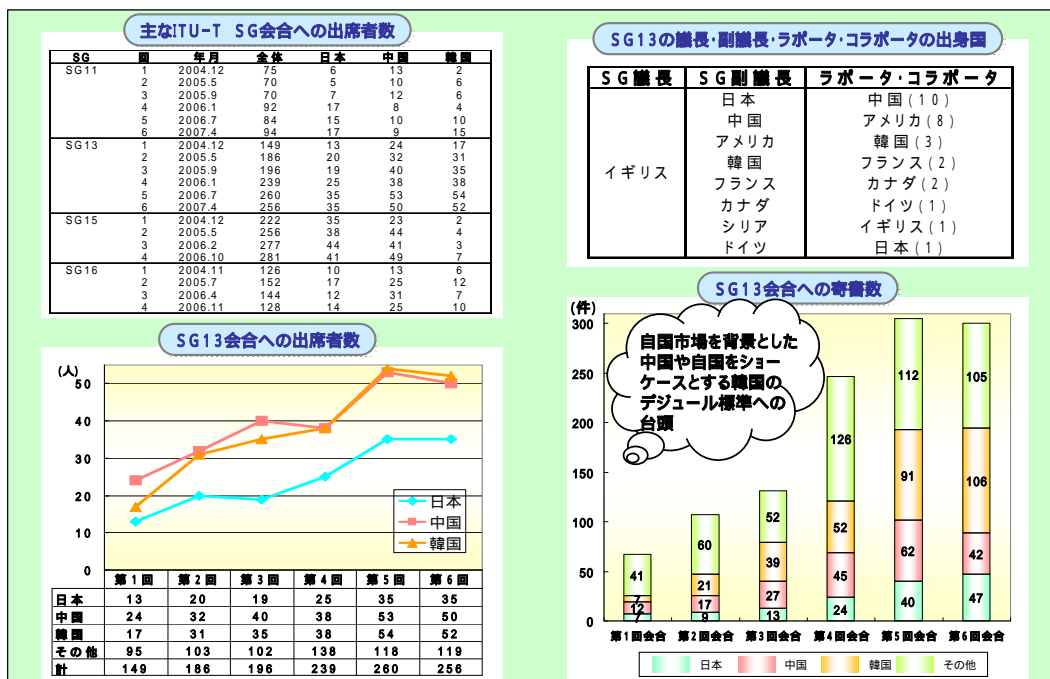 主なITU-T SG会合への出席者数
SG 回 年月 全体 日本 中国 韓国
SG11 1 2004.12 75 6 13 2
2 2005.5 70 5 10 6
3 2005.9 70 7 12 6
4 2006.1 92 17 8 4
5 2006.7 84 15 10 10
6 2007.4 94 17 9 15
SG13 1 2004.12 149 13 24 17
2 2005.5 186 20 32 31
3 2005.9 196 19 40 35
4 2006.1 239 25 38 38
5 2006.7 260 35 53 54
6 2007.4 256 35 50 52
SG15 1 2004.12 222 35 23 2
2 2005.5 256 38 44 4
3 2006.2 277 44 41 3
4 2006.10 281 41 49 7
SG16 1 2004.11 126 10 13 6
2 2005.7 152 17 25 12
3 2006.4 144 12 31 7
4 2006.11 128 14 25 10
SG13の議長・副議長・ラポータ・コラポータの出身国
SG議長 SG副議長 ラポータ・コラポータ
日本 中国(10)
中国 アメリカ(8)
アメリカ 韓国(3)
イギリス
韓国 フランス(2)
フランス カナダ(2)
カナダ ドイツ(1)
シリア イギリス(1)
ドイツ 日本(1)
SG13会合への出席者数
(人)
50
40
30
20
10
0
日本
中国
韓国
第1回 第2回 第3回 第4回 第5回 第6回
日本 13 20 19 25 35 35
中国 24 32 40 38 53 50
韓国 17 31 35 38 54 52
その他 95 103 102 138 118 119
計 149 186 196 239 260 256
SG13会合への寄書数
(件)
300
250
200
150
100
50
0
自国市場を背景とした
中国や自国をショー
ケースとする韓国の
デジュール標準への
台頭
41 60 52 126 112 105
7 21 39 52 91 106
12 17 27 45 62 42
7 9 13 24 40 47
第1回会合 第2回会合 第3回会合 第4回会合 第5回会合 第6回会合
日本 中国 韓国 その他